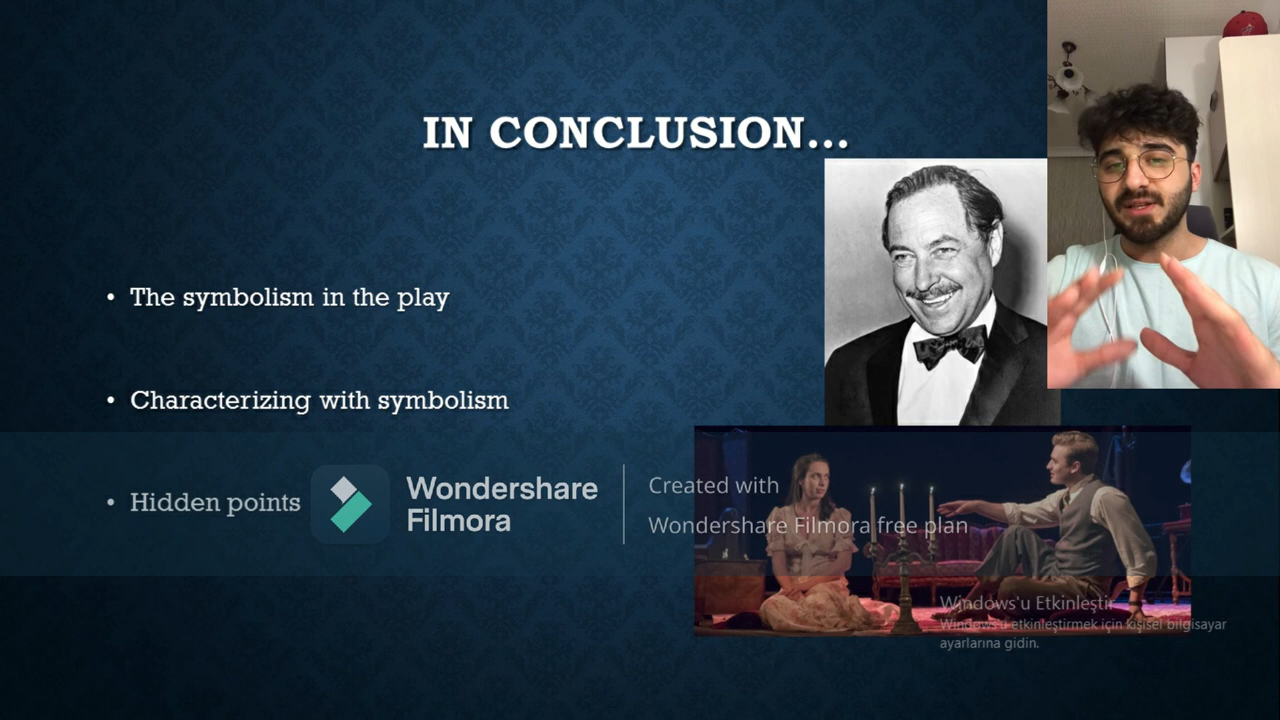 IN CONCLUSION...
• The symbolism in the play
• Characterizing with symbolism
• Hidden points
Wondershare
Filmora
Created with
Wondershare Filmora free plan
Windows'u Etkinleştir
Windows'u etkinleştirmek için kişisel bilgisayar
ayarlarına gidin.